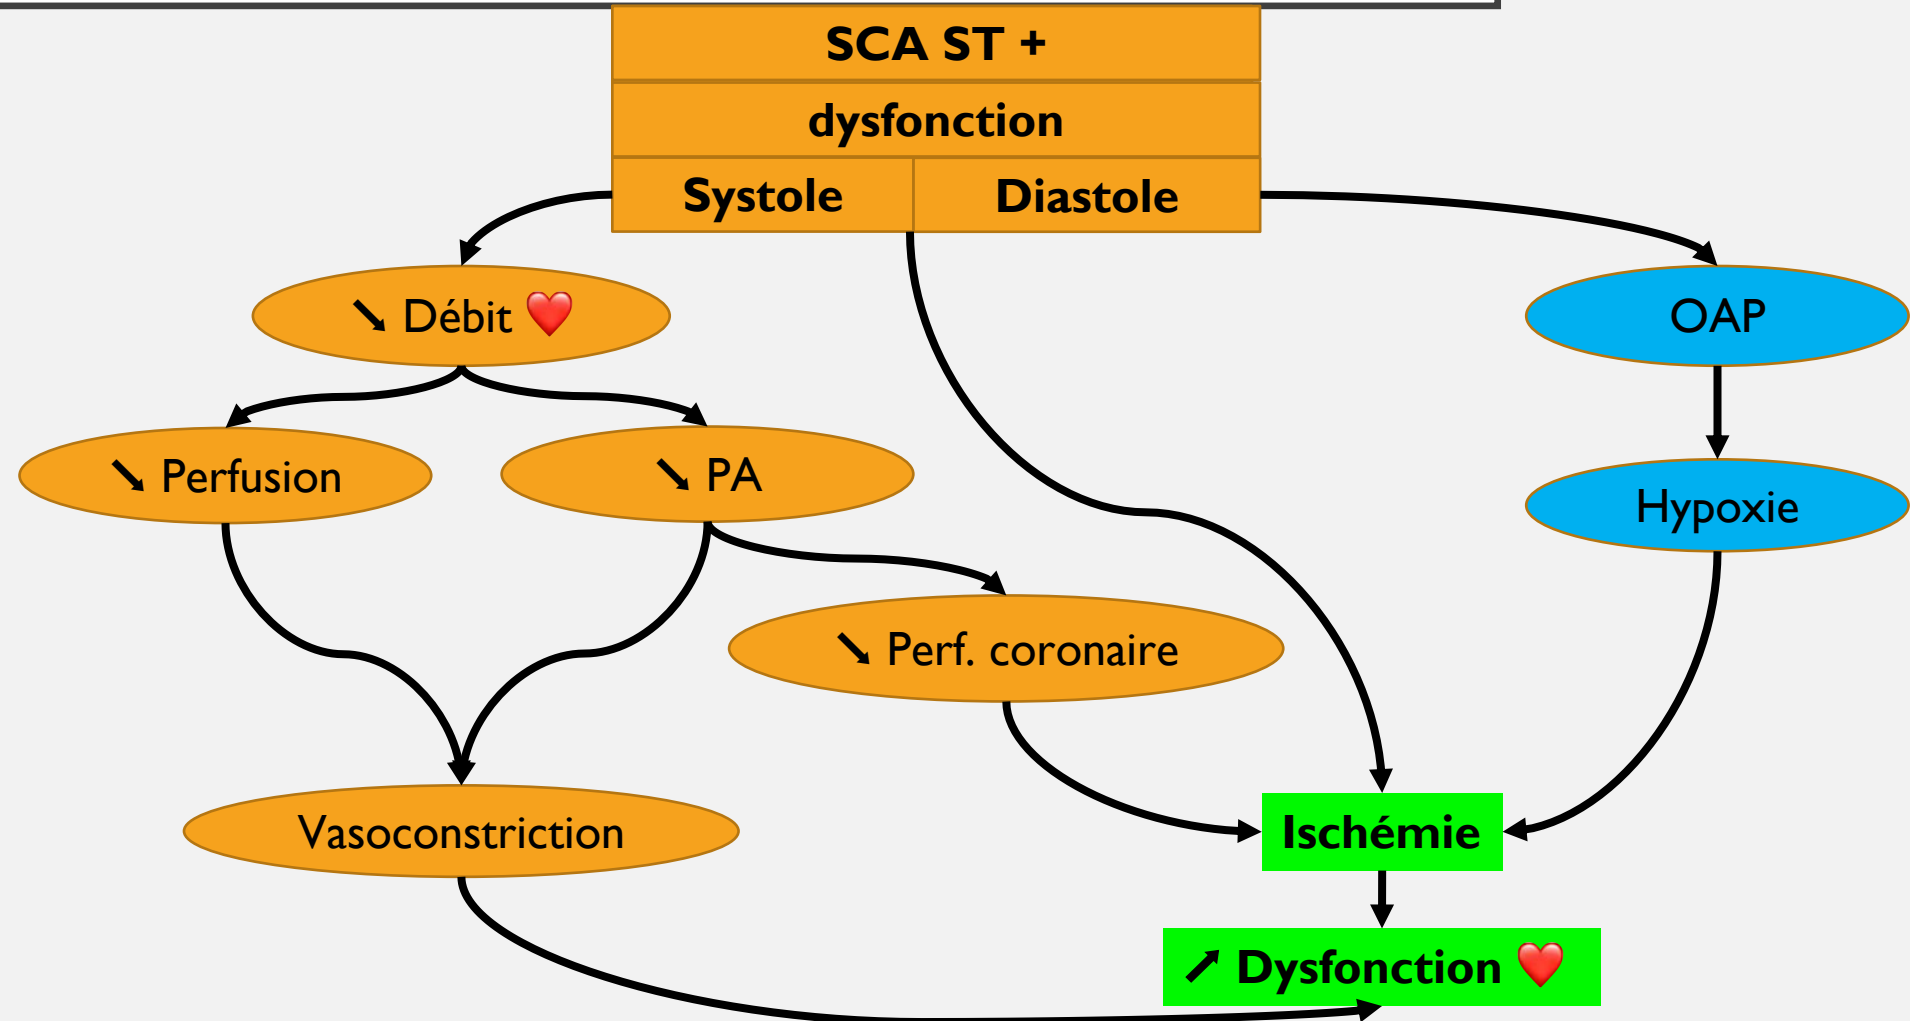 SCA ST +
dysfonction
Systole
Diastole
➘ Débit ❤️
OAP
➘ Perfusion
➘ PA
Hypoxie
➘ Perf. coronaire
Vasoconstriction
Ischémie
➚ Dysfonction ❤️